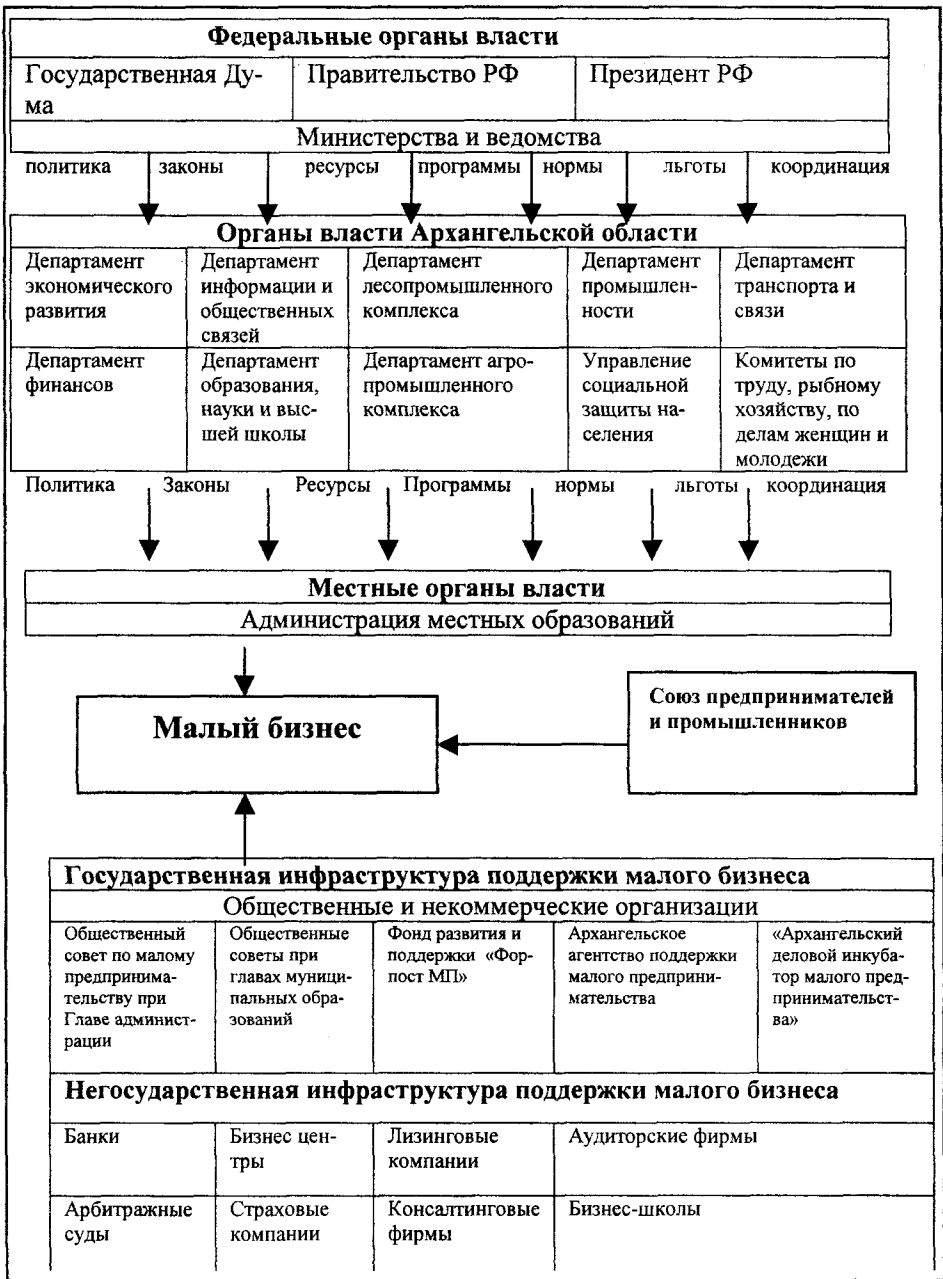 Федеральные органы власти
Государственная Ду-
ма
Правительство РФ
Президент РФ
Министерства и ведомства
политика законы ресурсы программы нормы льготы координация
Органы власти Архангельской области
Департамент
экономического
развития
Департамент
информации и
общественных
связей
Департамент
лесопромышленного
комплекса
Департамент
промышлен-
ности
Департамент
транспорта и
связи
Департамент
финансов
Департамент
образования,
науки и выс-
шей школы
Департамент агро-
промышленного
комплекса
Управление
социальной
защиты на-
селения
Комитеты по
труду, рыбному
хозяйству, по
делам женщин и
молодежи
Политика Законы Ресурсы Программы нормы льготы координация
Местные органы власти
Администрация местных образований
Малый бизнес
Союз предпринимателей
и промышленников
Государственная инфраструктура поддержки малого бизнеса
Общественные и некоммерческие организации
Общественный
совет по малому
предпринима-
тельству при
Главе админист-
рации
Общественные
советы при
главах муници-
пальных обра-
зований
Фонд развития и
поддержки «Фор-
пост МП»
Архангельское
агентство поддержки
малого предприни-
мательства
«Архангельский
деловой инкуба-
тор малого пред-
принимательст-
ва»
Негосударственная инфраструктура поддержки малого бизнеса
Банки
Бизнес цен-
тры
Лизинговые
компании
Аудиторские фирмы
Арбитражные
суды
Страховые
компании
Консалтинговые
фирмы
Бизнес-школы